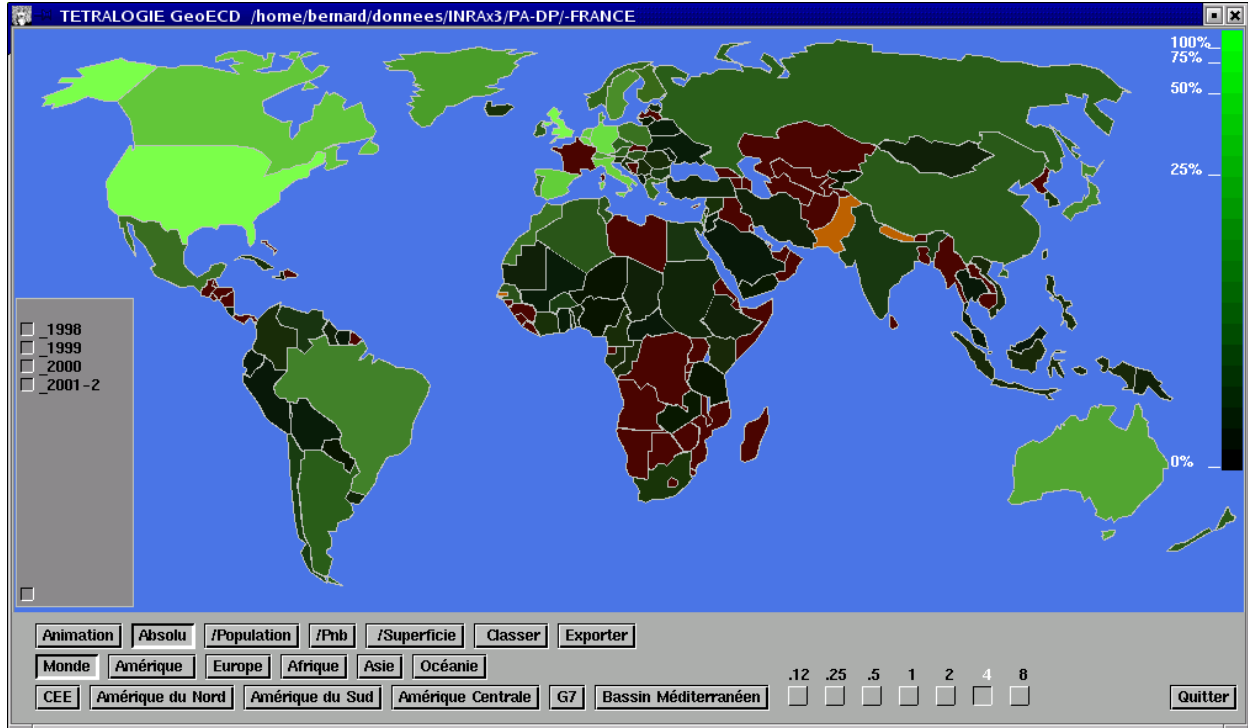 TETRALOGIE GeoECD /home/bernard/donnees/INRAx3/PA-DP/-FRANCE
100%_
75% _
50% _
25% _
0% _
_1998
_1999
_2000
_2001-2
Animation Absolu /Population /Pnb /Superficie Classer Exporter
Monde Amérique Europe Afrique Asie Océanie
.12 .25 .5 1 2 4 8
CEE Amérique du Nord Amérique du Sud Amérique Centrale G7 Bassin Méditerranéen Quitter